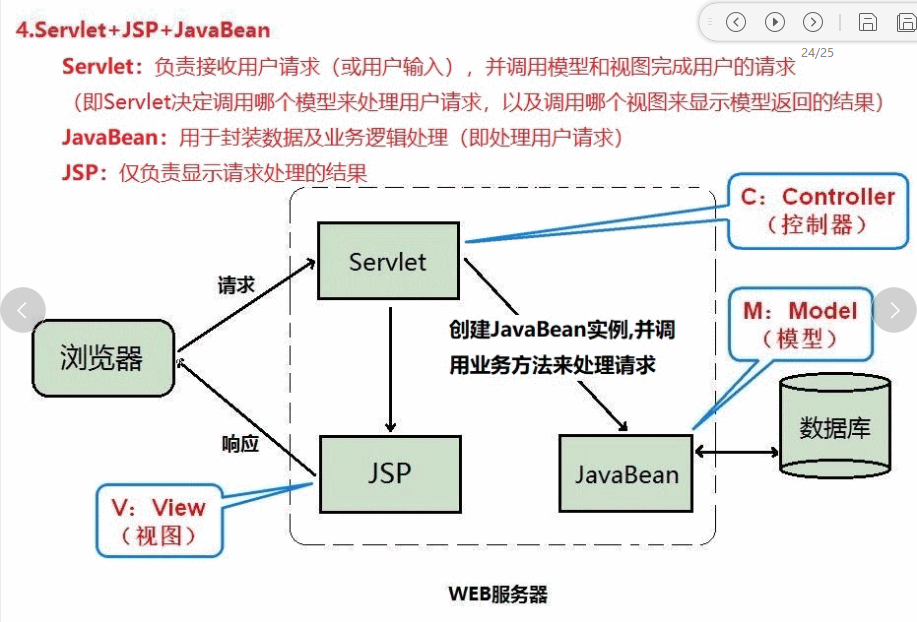 4.Servlet+JSP+JavaBean
24/25
Servlet：负责接收用户请求（或用户输入），并调用模型和视图完成用户的请求
（即Servlet决定调用哪个模型来处理用户请求，以及调用哪个视图来显示模型返回的结果）
JavaBean：用于封装数据及业务逻辑处理（即处理用户请求）
JSP：仅负责显示请求处理的结果
C：Controller
（控制器）
Servlet
请求
M：Model
（模型）
创建JavaBean实例,并调
用业务方法来处理请求
浏览器
数据库
响应
JSP
JavaBean
V：View
（视图）
WEB服务器